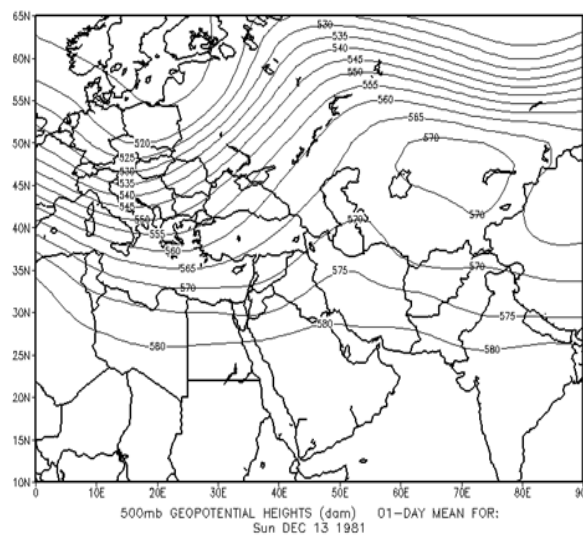 65N
60N
55N
50N
45N
40N
35N
30N
25N
20N
15N
10N
530
535
540
545
550
555
560
565
570
520
525
530
535
540
545
550
555
560
565
570
570
570
570
575
575
580
580
580
0 10E 20E 30E 40E 50E 60E 70E 80E 90
500mb GEOPOTENTIAL HEIGHTS (dam) 01-DAY MEAN FOR:
Sun DEC 13 1981